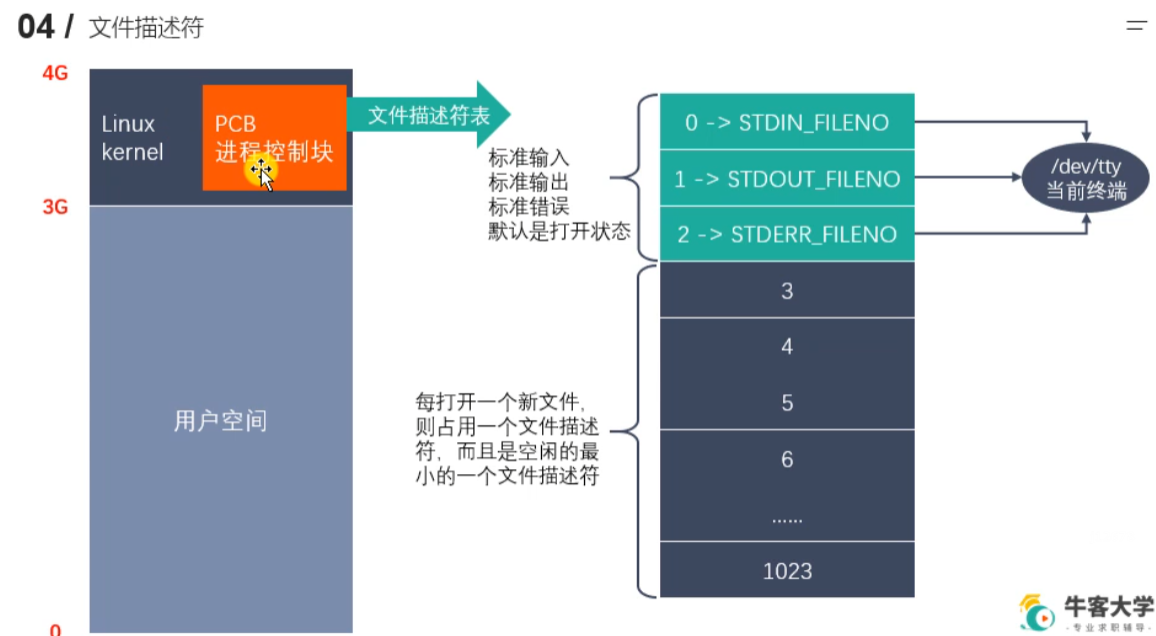 04 / 文件描述符
4G
Linux
kernel
PCB
进程控制块
文件描述符表
3G
用户空间
0
标准输入
标准输出
标准错误
默认是打开状态
0 -> STDIN_FILENO
1 -> STDOUT_FILENO
2 -> STDERR_FILENO
/dev/tty
当前终端
每打开一个新文件,
则占用一个文件描述
符，而且是空闲的最
小的一个文件描述符
3
4
5
6
......
1023
牛客大学
·专业求职辅导·